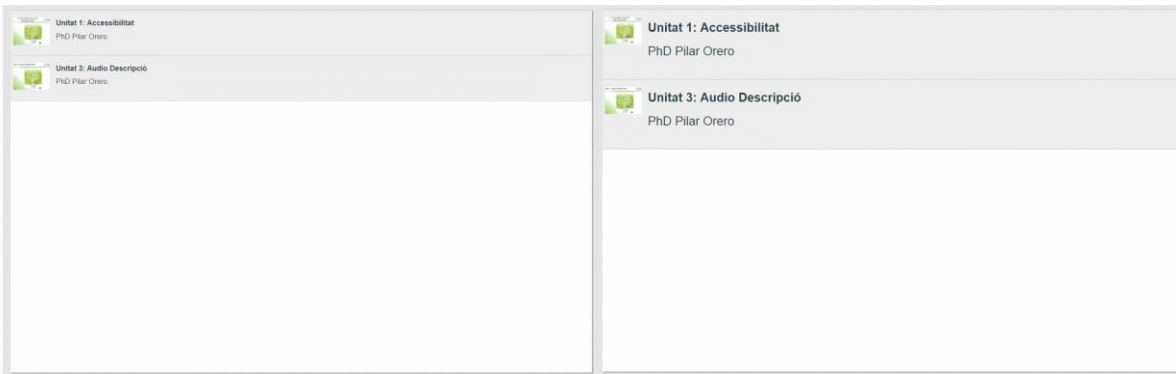 Unitat 1: Accessibilitat
PhD Pilar Orero
Unitat 3: Audio Descripció
PhD Pilar Orero
Unitat 1: Accessibilitat
PhD Pilar Orero
Unitat 3: Audio Descripció
PhD Pilar Orero